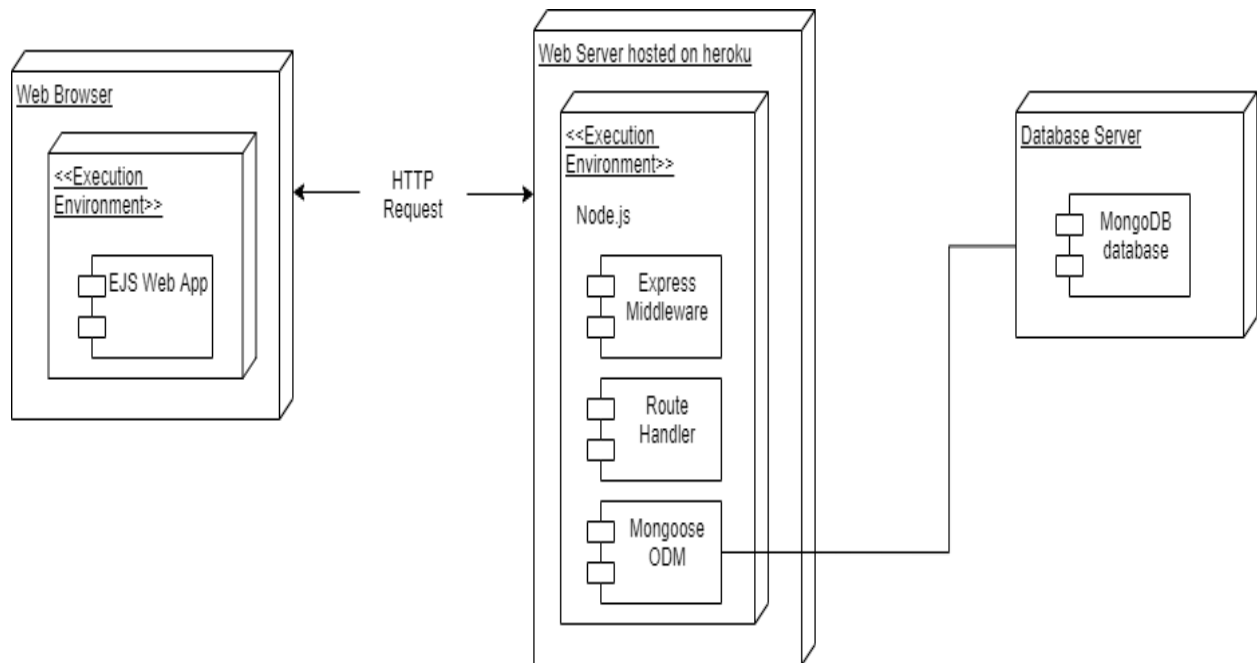 Web Browser
<<Execution
Environment>>
EJS Web App
HTTP
Request
Web Server hosted on heroku
<<Execution
Environment>>
Node.js
Express
Middleware
Route
Handler
Mongoose
ODM
Database Server
MongoDB
database